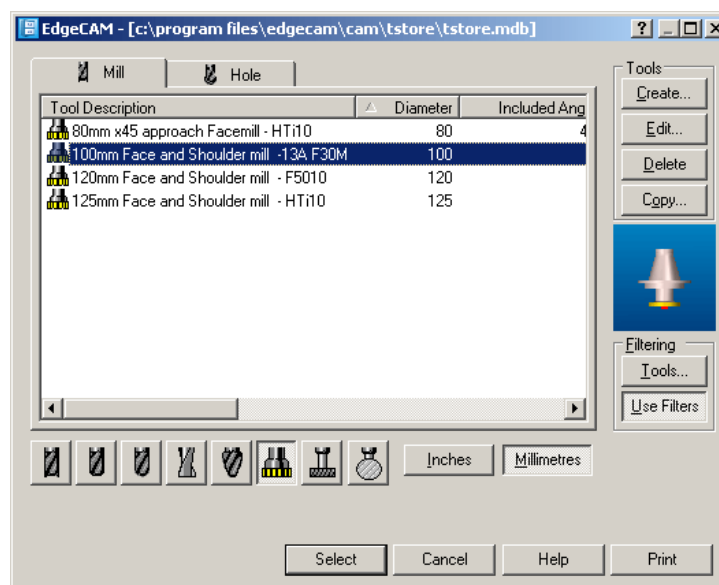 EdgeCAM - [c:\program files\edgecam\cam\tstore\tstore.mdb]
Mill
Hole
Tools
Create...
Edit...
Delete
Copy...
Tool Description Diameter Included Ang
80mm x45 approach Facemill - HTi10 80 4
100mm Face and Shoulder mill -13A F30M 100
120mm Face and Shoulder mill - F5010 120
125mm Face and Shoulder mill - HTi10 125
Filtering
Tools...
Use Filters
Inches
Millimetres
Select
Cancel
Help
Print